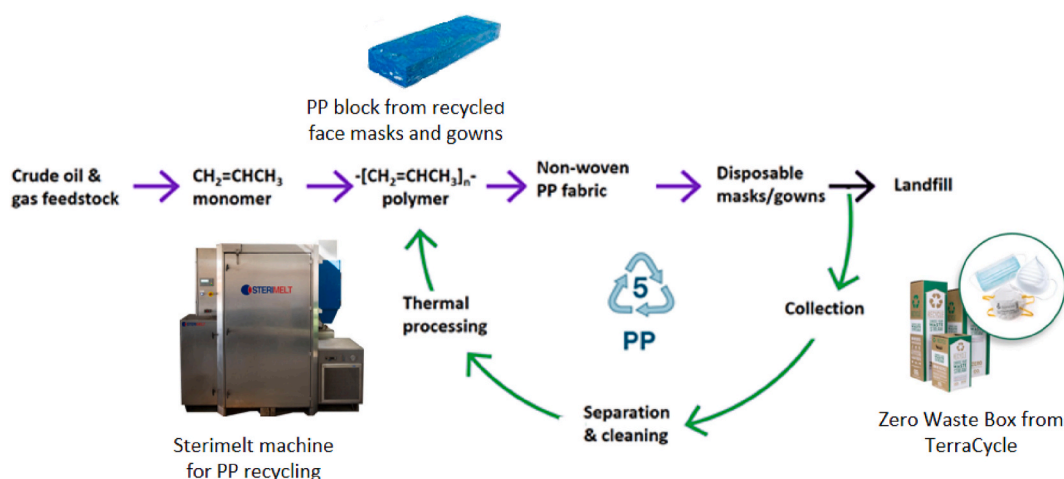 PP block from recycled
face masks and gowns
Crude oil &
gas feedstock
CH₂=CHCH₃
monomer
-[CH₂=CHCH₃]ₙ-
polymer
Non-woven
PP fabric
Disposable
masks/gowns
Landfill
STERIMELT
Thermal
processing
5
PP
Collection
Separation
& cleaning
Sterimelt machine
for PP recycling
Zero Waste Box from
TerraCycle